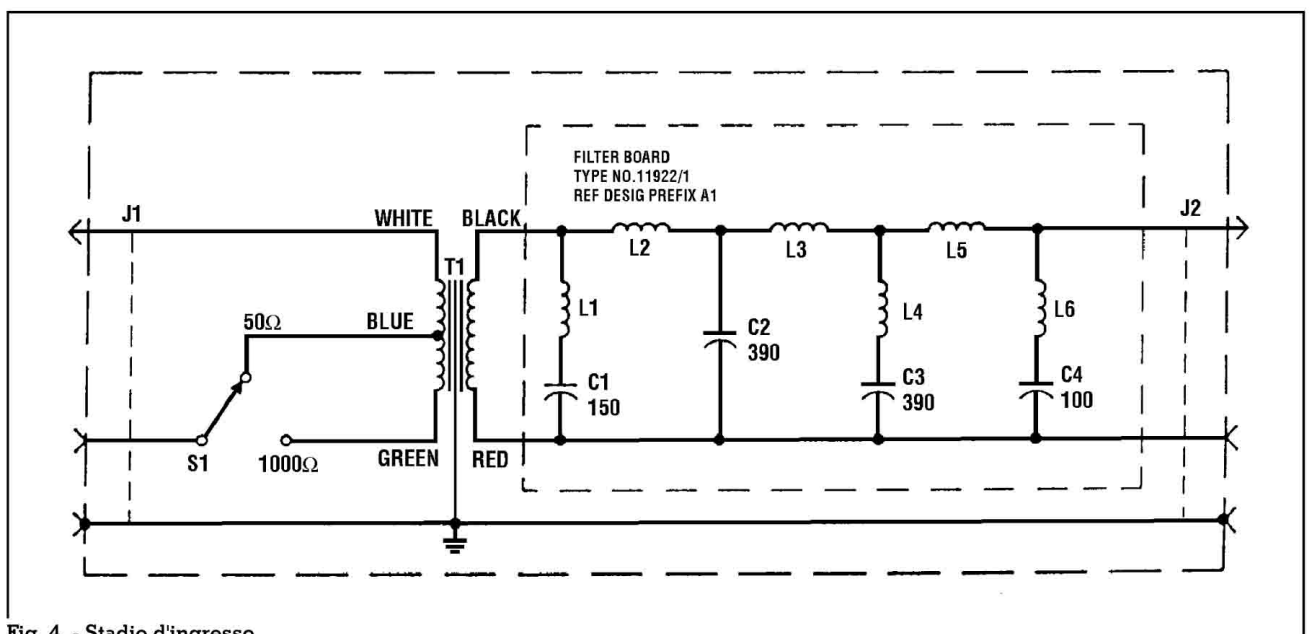 FILTER BOARD
TYPE NO.11922/1
REF DESIG PREFIX A1
J1
WHITE
BLACK
J2
T1
L2
L3
L5
50Ω
BLUE
L1
C2
390
L4
L6
C1
150
C3
390
C4
100
S1
1000Ω
GREEN
RED
Fig. 4 - Stadio d'ingresso